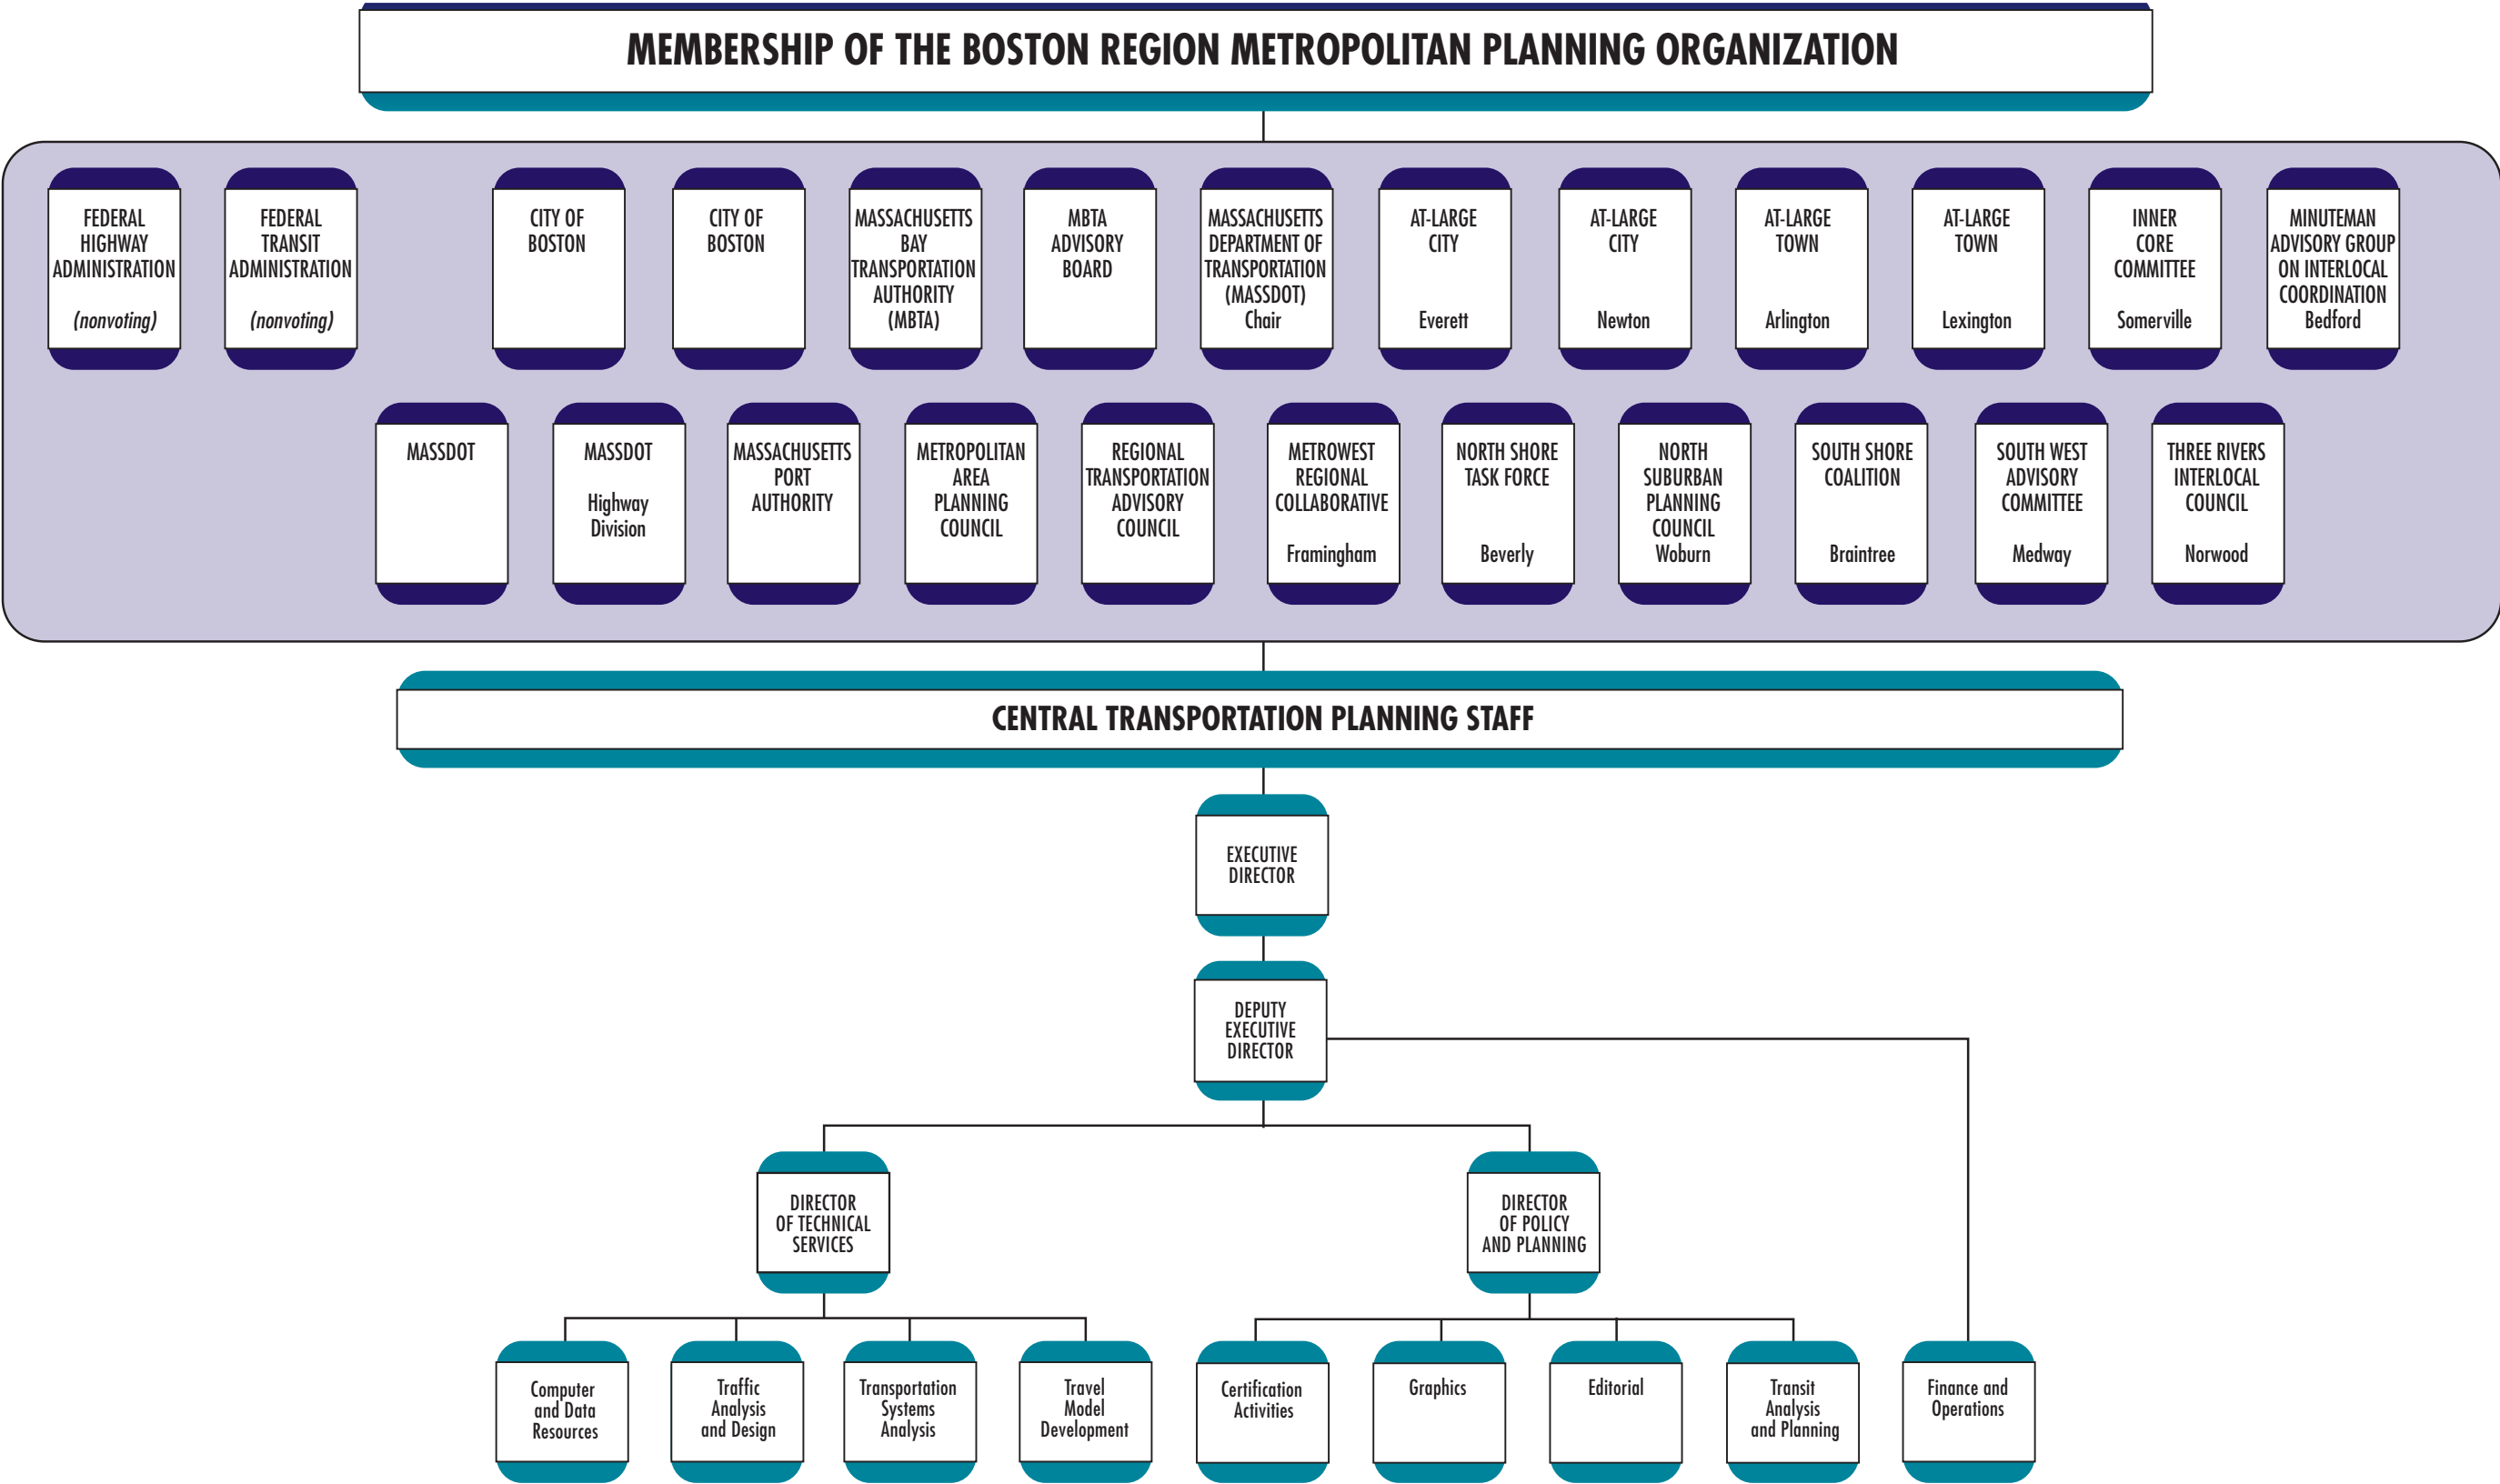 MEMBERSHIP OF THE BOSTON REGION METROPOLITAN PLANNING ORGANIZATION
FEDERAL
HIGHWAY
ADMINISTRATION
(nonvoting)
FEDERAL
TRANSIT
ADMINISTRATION
(nonvoting)
CITY OF
BOSTON
CITY OF
BOSTON
MASSACHUSETTS
BAY
TRANSPORTATION
AUTHORITY
(MBTA)
MBTA
ADVISORY
BOARD
MASSACHUSETTS
DEPARTMENT OF
TRANSPORTATION
(MASSDOT)
Chair
AT-LARGE
CITY
Everett
AT-LARGE
CITY
Newton
AT-LARGE
TOWN
Arlington
AT-LARGE
TOWN
Lexington
INNER
CORE
COMMITTEE
Somerville
MINUTEMAN
ADVISORY GROUP
ON INTERLOCAL
COORDINATION
Bedford
MASSDOT
MASSDOT
Highway
Division
MASSACHUSETTS
PORT
AUTHORITY
METROPOLITAN
AREA
PLANNING
COUNCIL
REGIONAL
TRANSPORTATION
ADVISORY
COUNCIL
METROWEST
REGIONAL
COLLABORATIVE
Framingham
NORTH SHORE
TASK FORCE
Beverly
NORTH
SUBURBAN
PLANNING
COUNCIL
Woburn
SOUTH SHORE
COALITION
Braintree
SOUTH WEST
ADVISORY
COMMITTEE
Medway
THREE RIVERS
INTERLOCAL
COUNCIL
Norwood
CENTRAL TRANSPORTATION PLANNING STAFF
EXECUTIVE
DIRECTOR
DEPUTY
EXECUTIVE
DIRECTOR
DIRECTOR
OF TECHNICAL
SERVICES
DIRECTOR
OF POLICY
AND PLANNING
Computer
and Data
Resources
Traffic
Analysis
and Design
Transportation
Systems
Analysis
Travel
Model
Development
Certification
Activities
Graphics
Editorial
Transit
Analysis
and Planning
Finance and
Operations